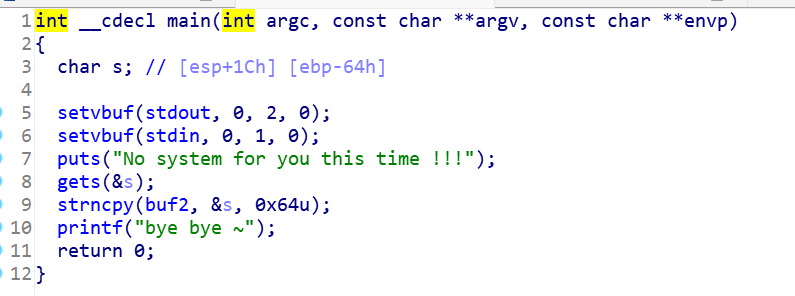 1 int __cdecl main(int argc, const char **argv, const char **envp)
2 {
3   char s; // [esp+1Ch] [ebp-64h]
4
5   setvbuf(stdout, 0, 2, 0);
6   setvbuf(stdin, 0, 1, 0);
7   puts("No system for you this time !!!");
8   gets(&s);
9   strncpy(buf2, &s, 0x64u);
10   printf("bye bye ~");
11   return 0;
12 }